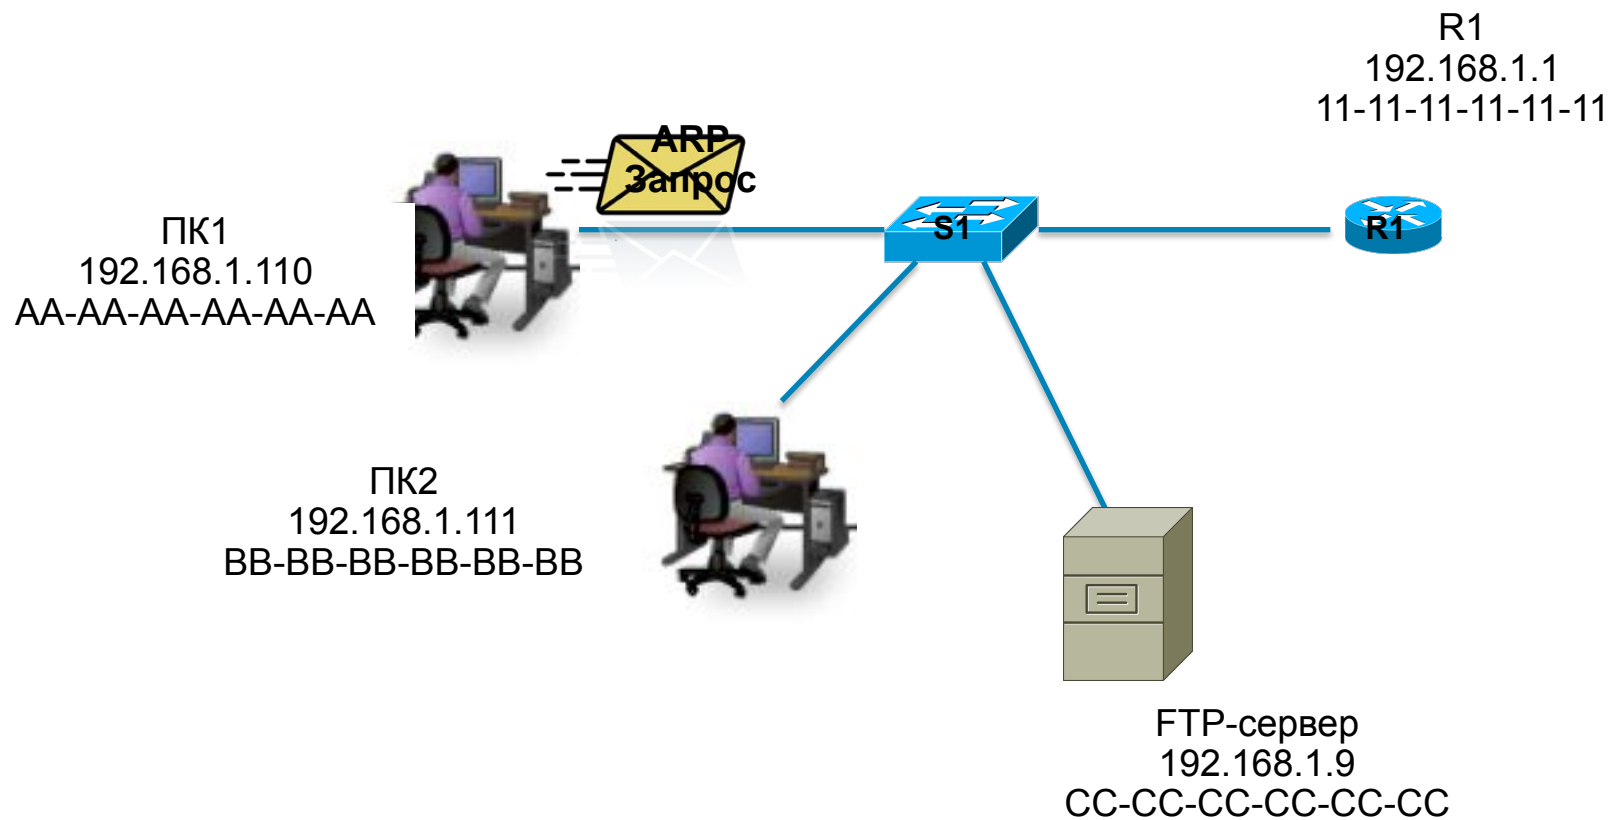 R1
192.168.1.1
11-11-11-11-11-11
ARP
Запрос
ПК1
192.168.1.110
AA-AA-AA-AA-AA-AA
S1
R1
ПК2
192.168.1.111
BB-BB-BB-BB-BB-BB
FTP-сервер
192.168.1.9
CC-CC-CC-CC-CC-CC